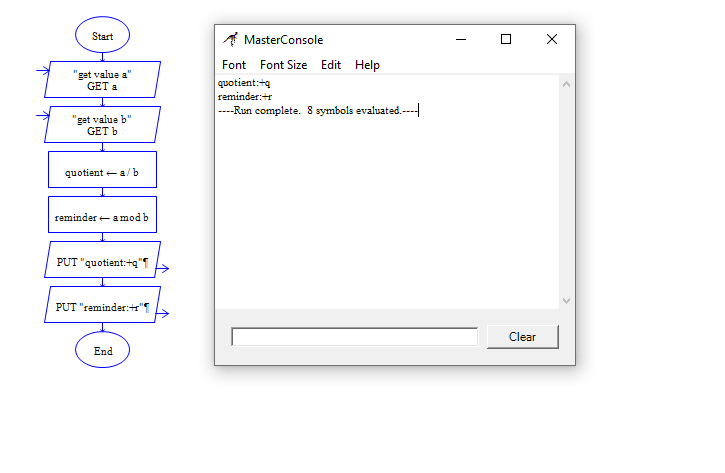 Start
"get value a"
GET a
"get value b"
GET b
quotient ← a / b
reminder ← a mod b
PUT "quotient:+q"¶
PUT "reminder:+r"¶
End
MasterConsole
Font Font Size Edit Help
quotient:+q
reminder:+r
----Run complete. 8 symbols evaluated.----
Clear